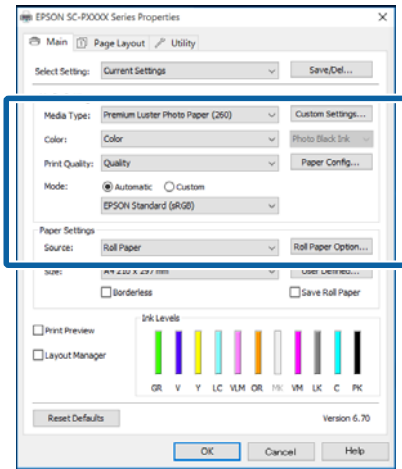 EPSON SC-PXXXX Series Properties
Main Page Layout Utility
Select Setting: Current Settings Save/Del...
Media Type: Premium Luster Photo Paper (260) Custom Settings...
Color: Color Photo Black Ink
Print Quality: Quality Paper Config...
Mode: Automatic Custom
EPSON Standard (sRGB)
Paper Settings
Source: Roll Paper Roll Paper Option...
Size: A4 210 x 297 mm User Defined...
Borderless Save Roll Paper
Print Preview
Layout Manager
Ink Levels
GR V Y LC VLM OR MK VM LK C PK
Reset Defaults Version 6.70
OK Cancel Help